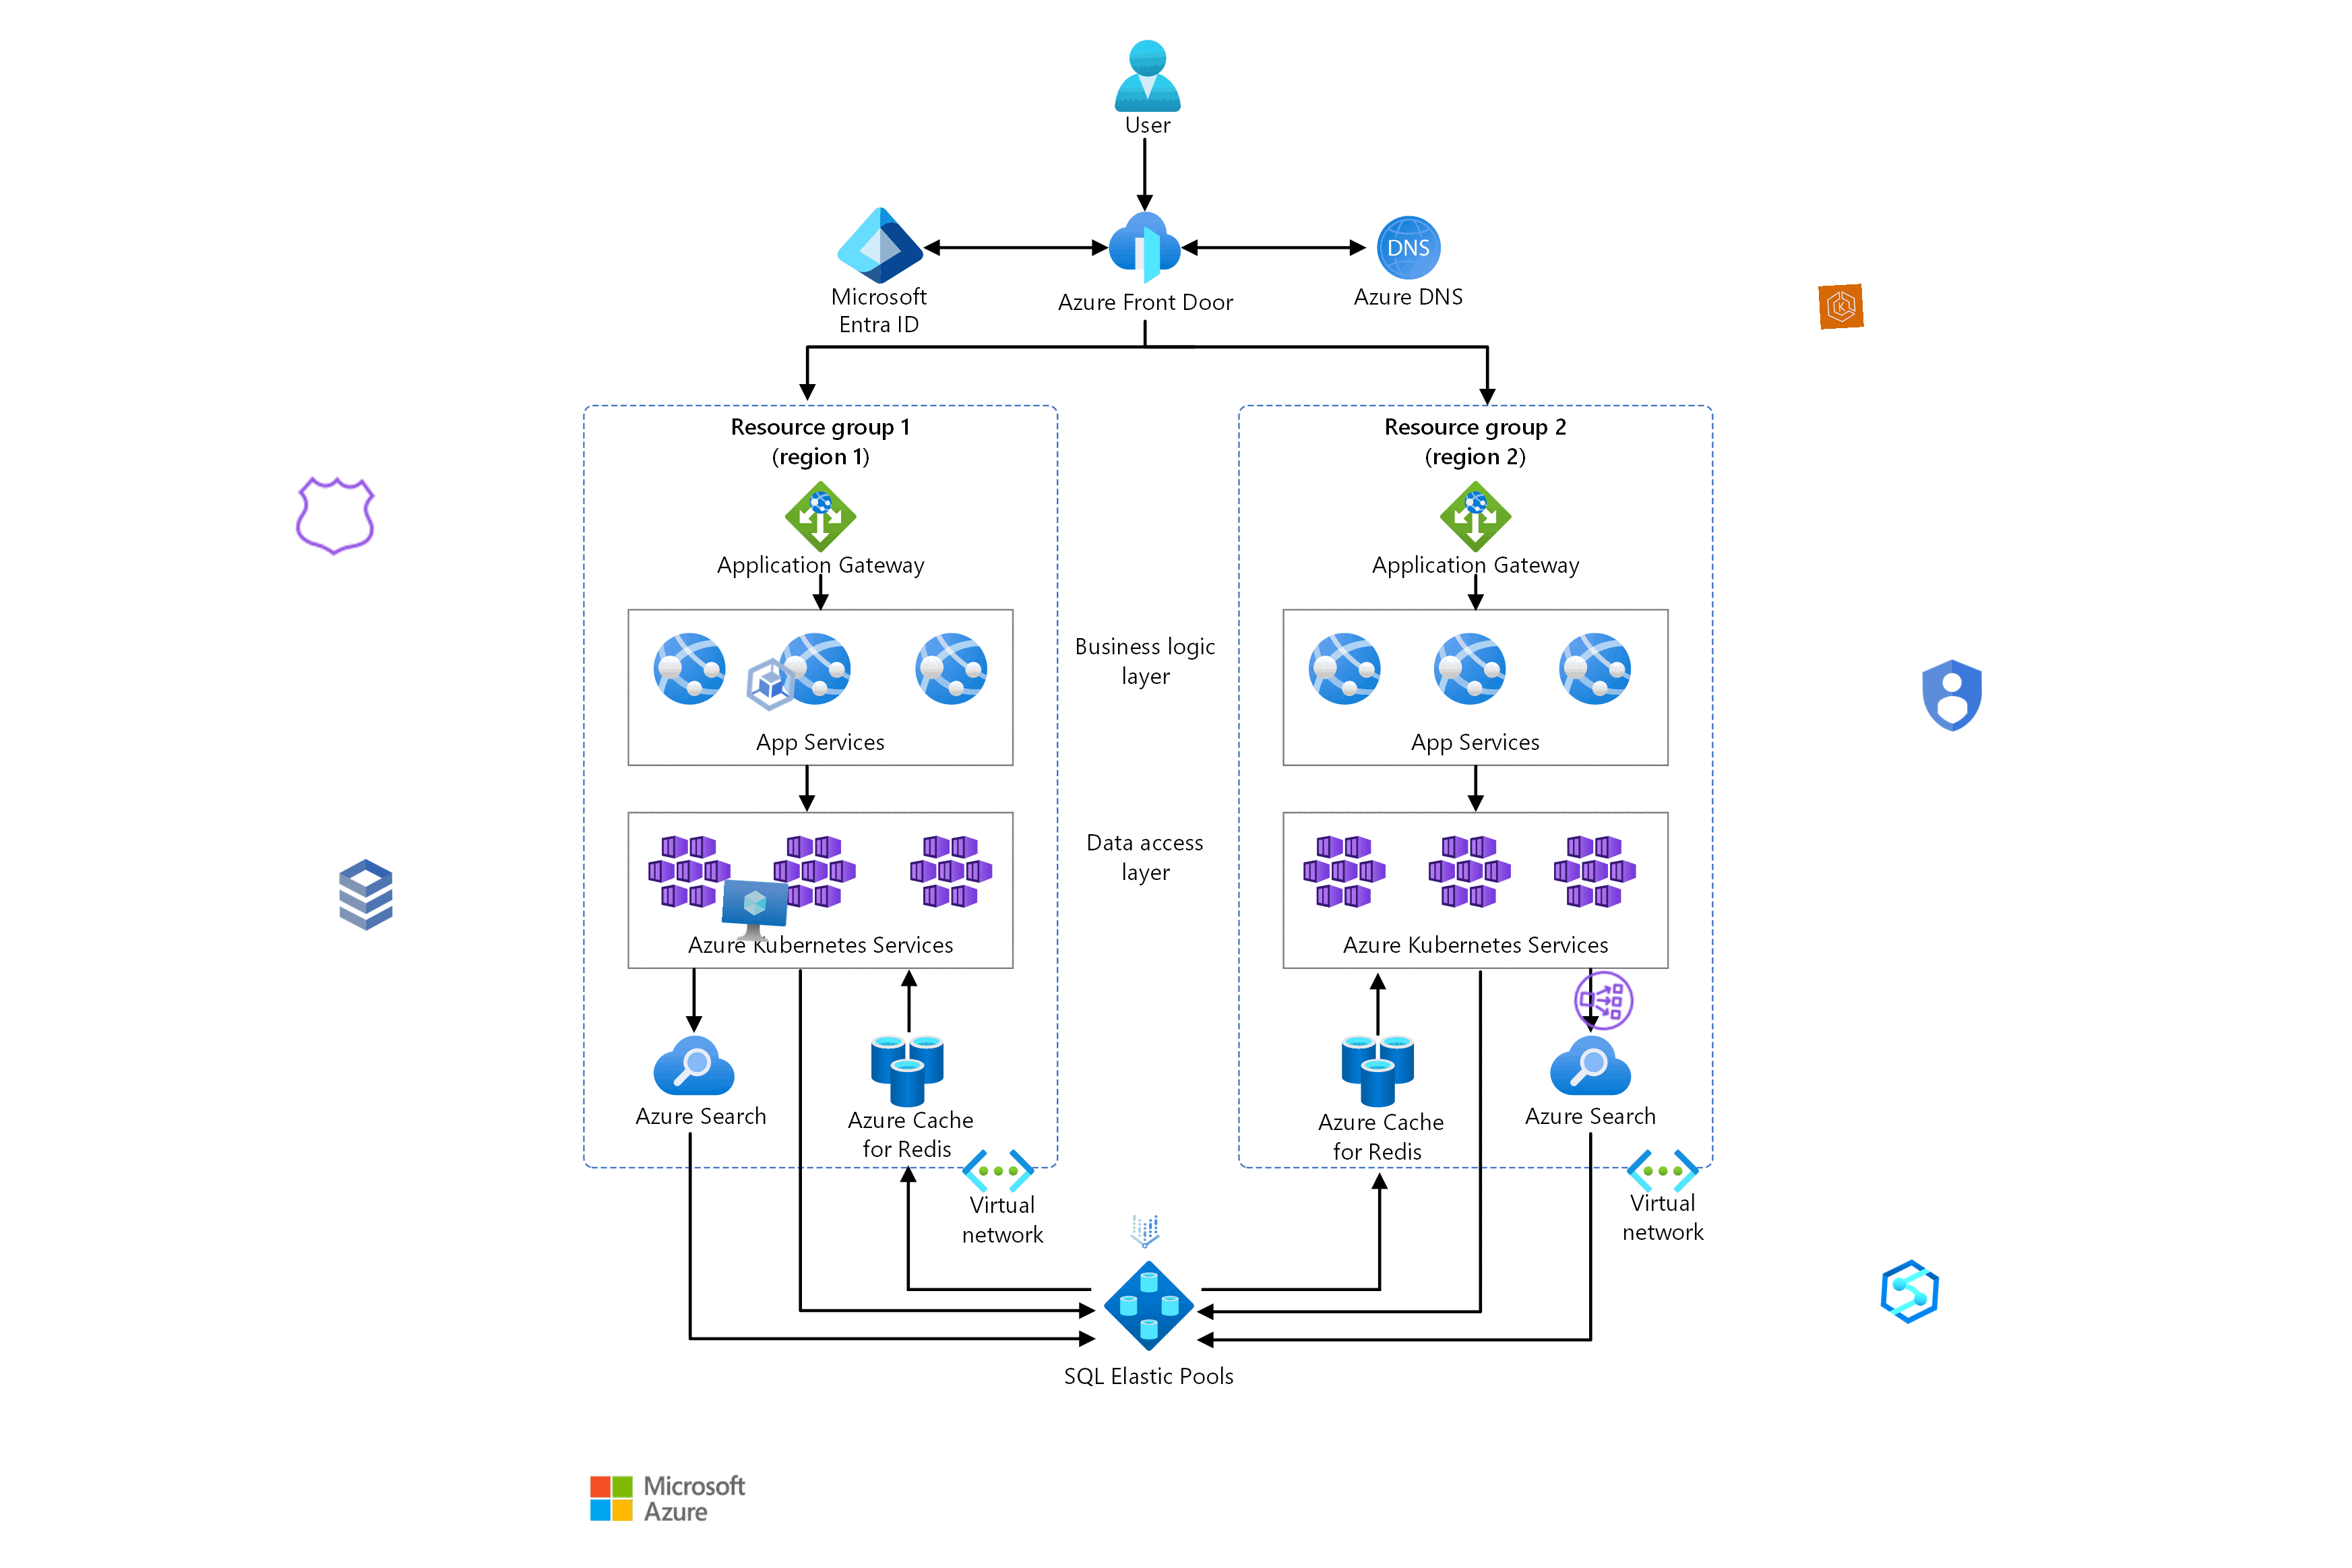 User
Microsoft
Entra ID
Azure Front Door
DNS
Azure DNS
K
Resource group 1
(region 1)
Resource group 2
(region 2)
Application Gateway
Application Gateway
Business logic
layer
App Services
App Services
Data access
layer
Azure Kubernetes Services
Azure Kubernetes Services
Azure Search
Azure Cache
for Redis
Azure Cache
for Redis
Azure Search
Virtual
network
Virtual
network
SQL Elastic Pools
Microsoft
Azure